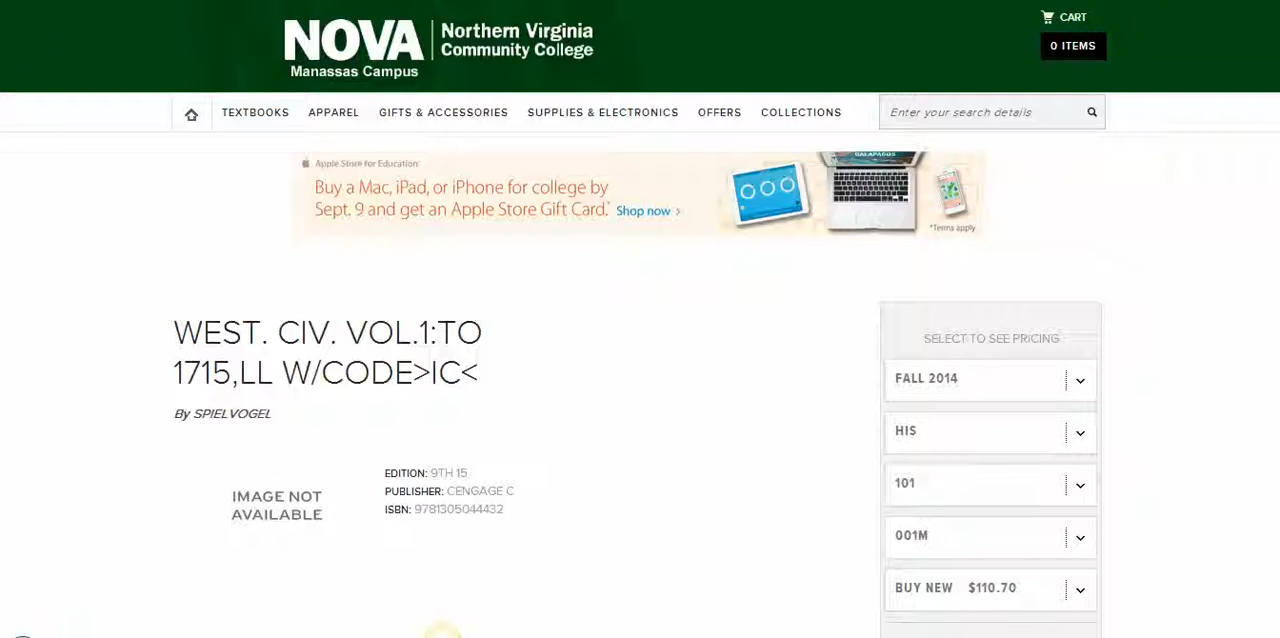 NOVA
Northern Virginia
Community College
Manassas Campus
CART
0 ITEMS
TEXTBOOKS APPAREL GIFTS & ACCESSORIES SUPPLIES & ELECTRONICS OFFERS COLLECTIONS
Enter your search details
Apple Store for Education
Buy a Mac, iPad, or iPhone for college by
Sept. 9 and get an Apple Store Gift Card.* Shop now >
GALAPAGOS
*Terms apply
WEST. CIV. VOL.1:TO
1715,LL W/CODE>IC<
By SPIELVOGEL
IMAGE NOT
AVAILABLE
EDITION: 9TH 15
PUBLISHER: CENGAGE C
ISBN: 9781305044432
SELECT TO SEE PRICING
FALL 2014
HIS
101
001M
BUY NEW $110.70